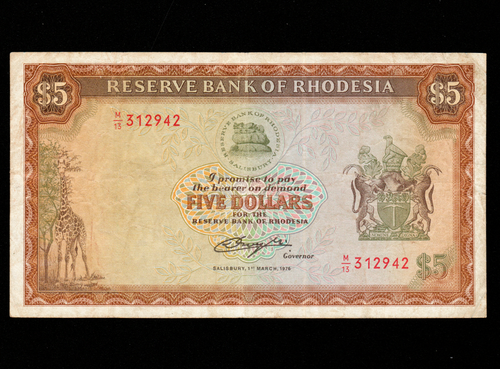 RESERVE BANK OF RHODESIA
$5
$5
M/13 312942
RESERVE BANK OF RHODESIA
SALISBURY
I promise to pay
the bearer on demand
FIVE DOLLARS
FOR THE
RESERVE BANK OF RHODESIA
Governor
SALISBURY, 1ST MARCH, 1976
M/13 312942
$5